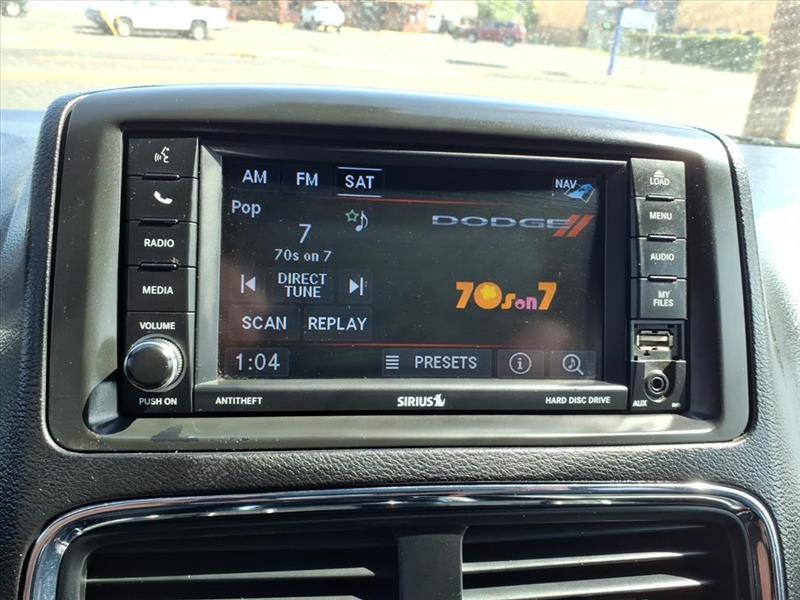 AM FM SAT NAV
Pop
7
70s on 7
DODGE
DIRECT
TUNE
70s on 7
SCAN REPLAY
1:04 PRESETS
RADIO
MEDIA
VOLUME
PUSH ON
LOAD
MENU
AUDIO
MY
FILES
AUX
ANTITHEFT SIRIUS HARD DISC DRIVE